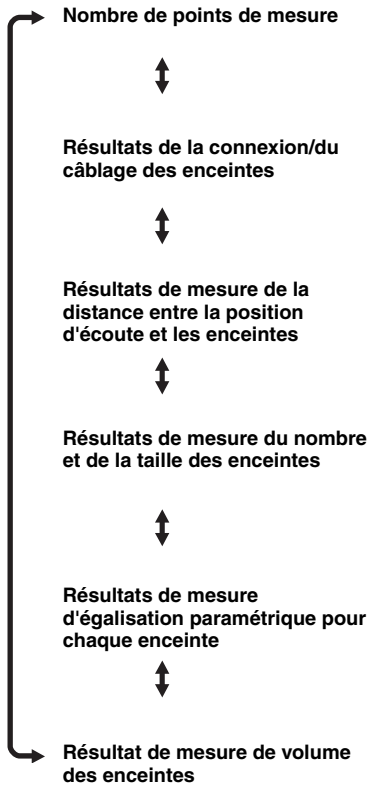 Nombre de points de mesure
Résultats de la connexion/du
câblage des enceintes
Résultats de mesure de la
distance entre la position
d'écoute et les enceintes
Résultats de mesure du nombre
et de la taille des enceintes
Résultats de mesure
d'égalisation paramétrique pour
chaque enceinte
Résultat de mesure de volume
des enceintes